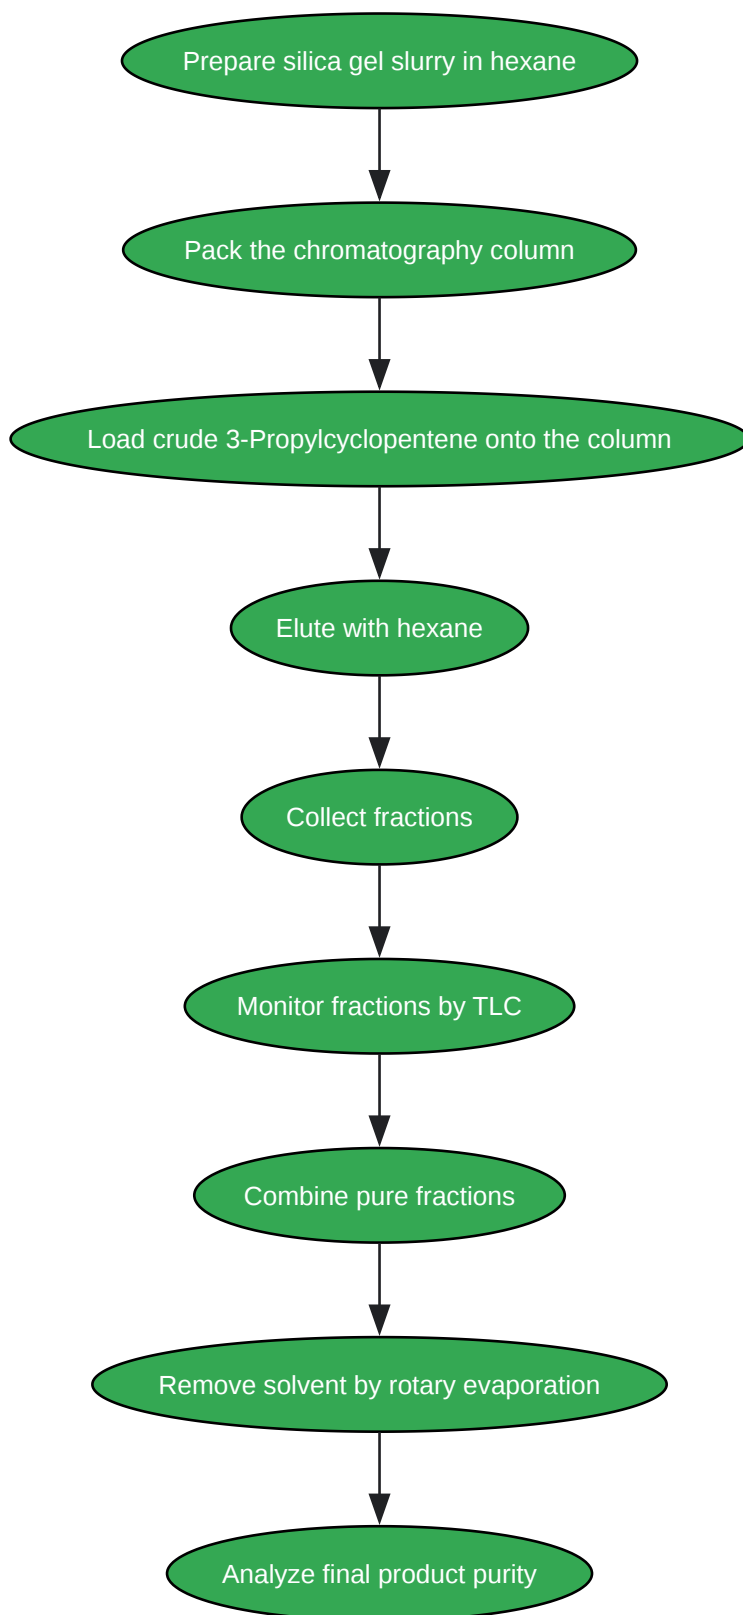 Prepare silica gel slurry in hexane
Pack the chromatography column
Load crude 3-Propylcyclopentene onto the column
Elute with hexane
Collect fractions
Monitor fractions by TLC
Combine pure fractions
Remove solvent by rotary evaporation
Analyze final product purity